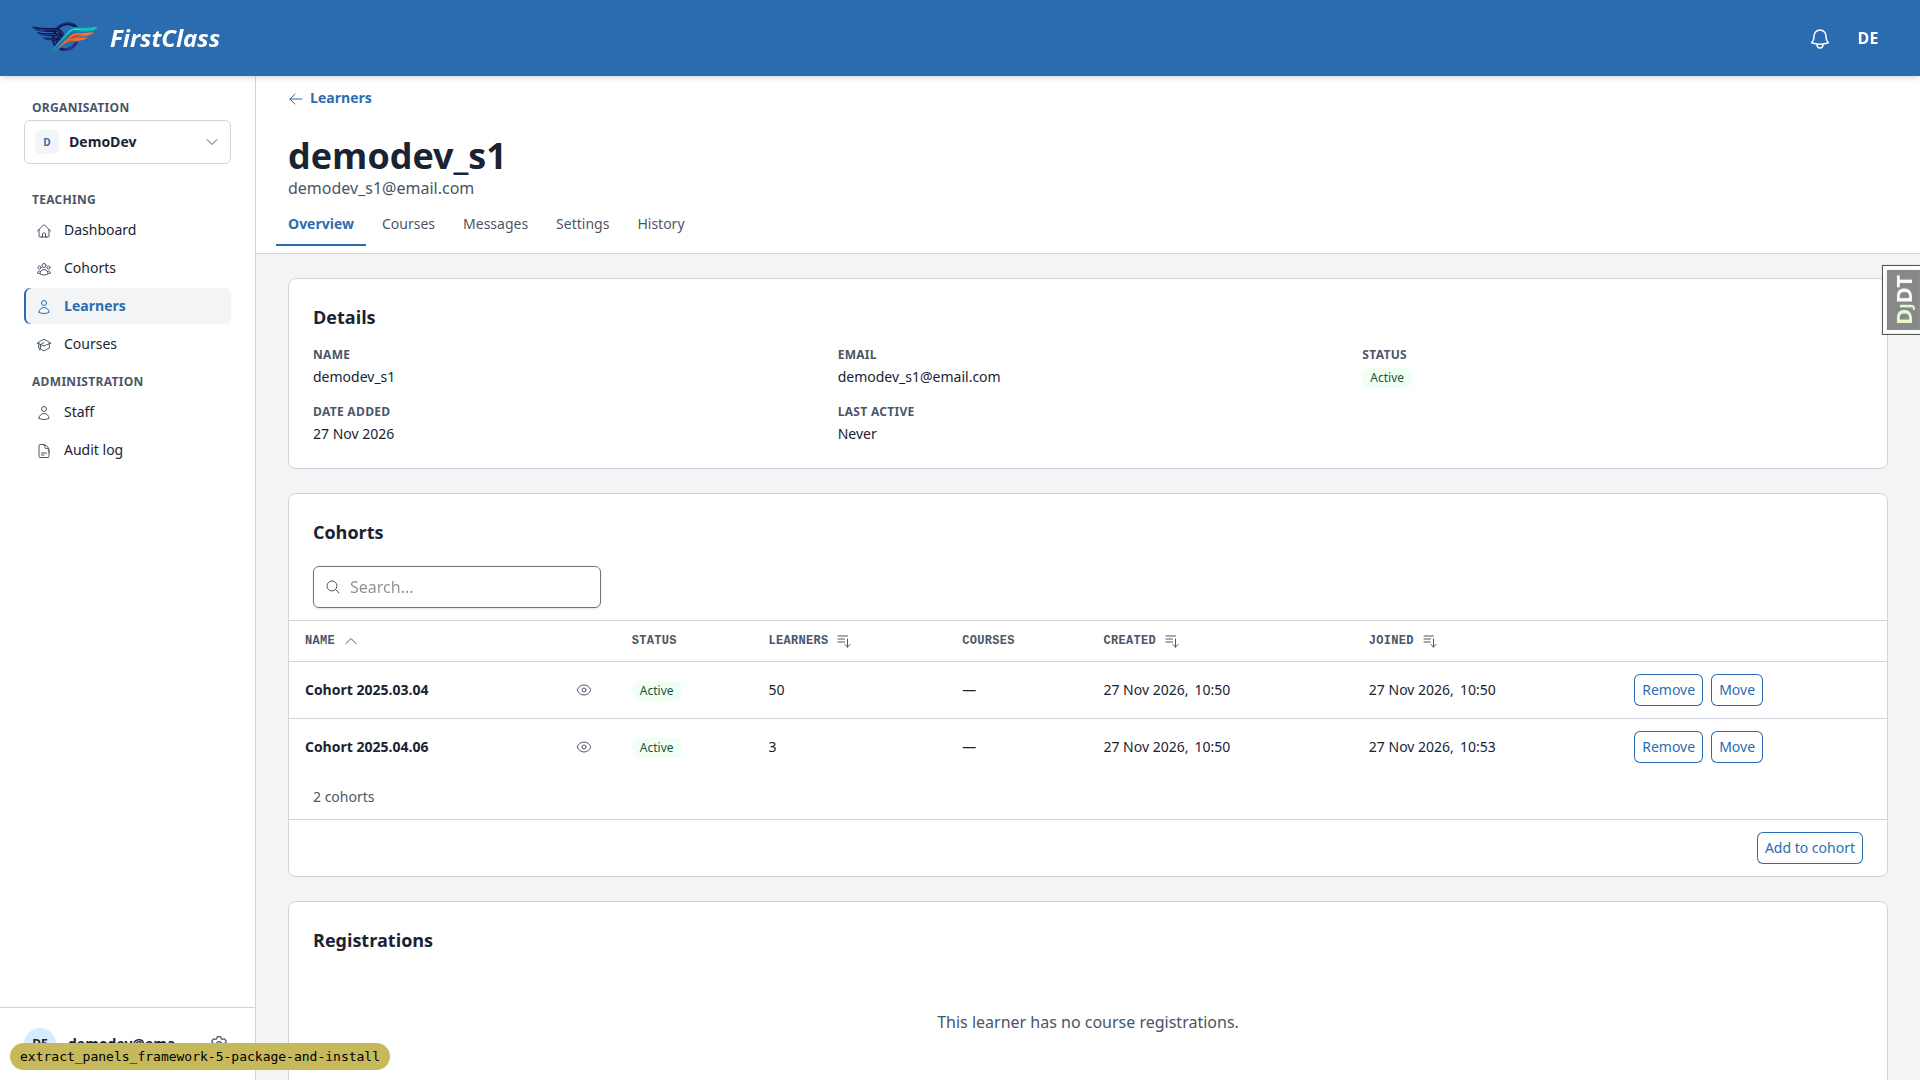 FirstClass
DE
ORGANISATION
D DemoDev
TEACHING
Dashboard
Cohorts
Learners
Courses
ADMINISTRATION
Staff
Audit log
Learners
demodev_s1
demodev_s1@email.com
Overview Courses Messages Settings History
DjDT
Details
NAME EMAIL STATUS
demodev_s1 demodev_s1@email.com Active
DATE ADDED LAST ACTIVE
27 Nov 2026 Never
Cohorts
Search...
NAME STATUS LEARNERS COURSES CREATED JOINED
Cohort 2025.03.04 Active 50 — 27 Nov 2026, 10:50 27 Nov 2026, 10:50 Remove Move
Cohort 2025.04.06 Active 3 — 27 Nov 2026, 10:50 27 Nov 2026, 10:53 Remove Move
2 cohorts
Add to cohort
Registrations
This learner has no course registrations.
DE demodev@ema...
extract_panels_framework-5-package-and-install